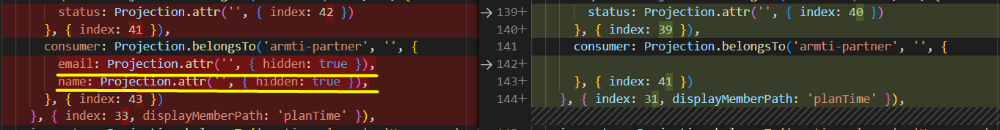 status: Projection.attr('', { index: 42 })
}, { index: 41 }),
consumer: Projection.belongsTo('armti-partner', '', {
email: Projection.attr('', { hidden: true }),
name: Projection.attr('', { hidden: true }),
}, { index: 43 })
}, { index: 33, displayMemberPath: 'planTime' }),
→ 139+ status: Projection.attr('', { index: 40 })
140+ }, { index: 39 }),
141 consumer: Projection.belongsTo('armti-partner', '', {
→ 142+
143+ }, { index: 41 })
144+ }, { index: 31, displayMemberPath: 'planTime' }),